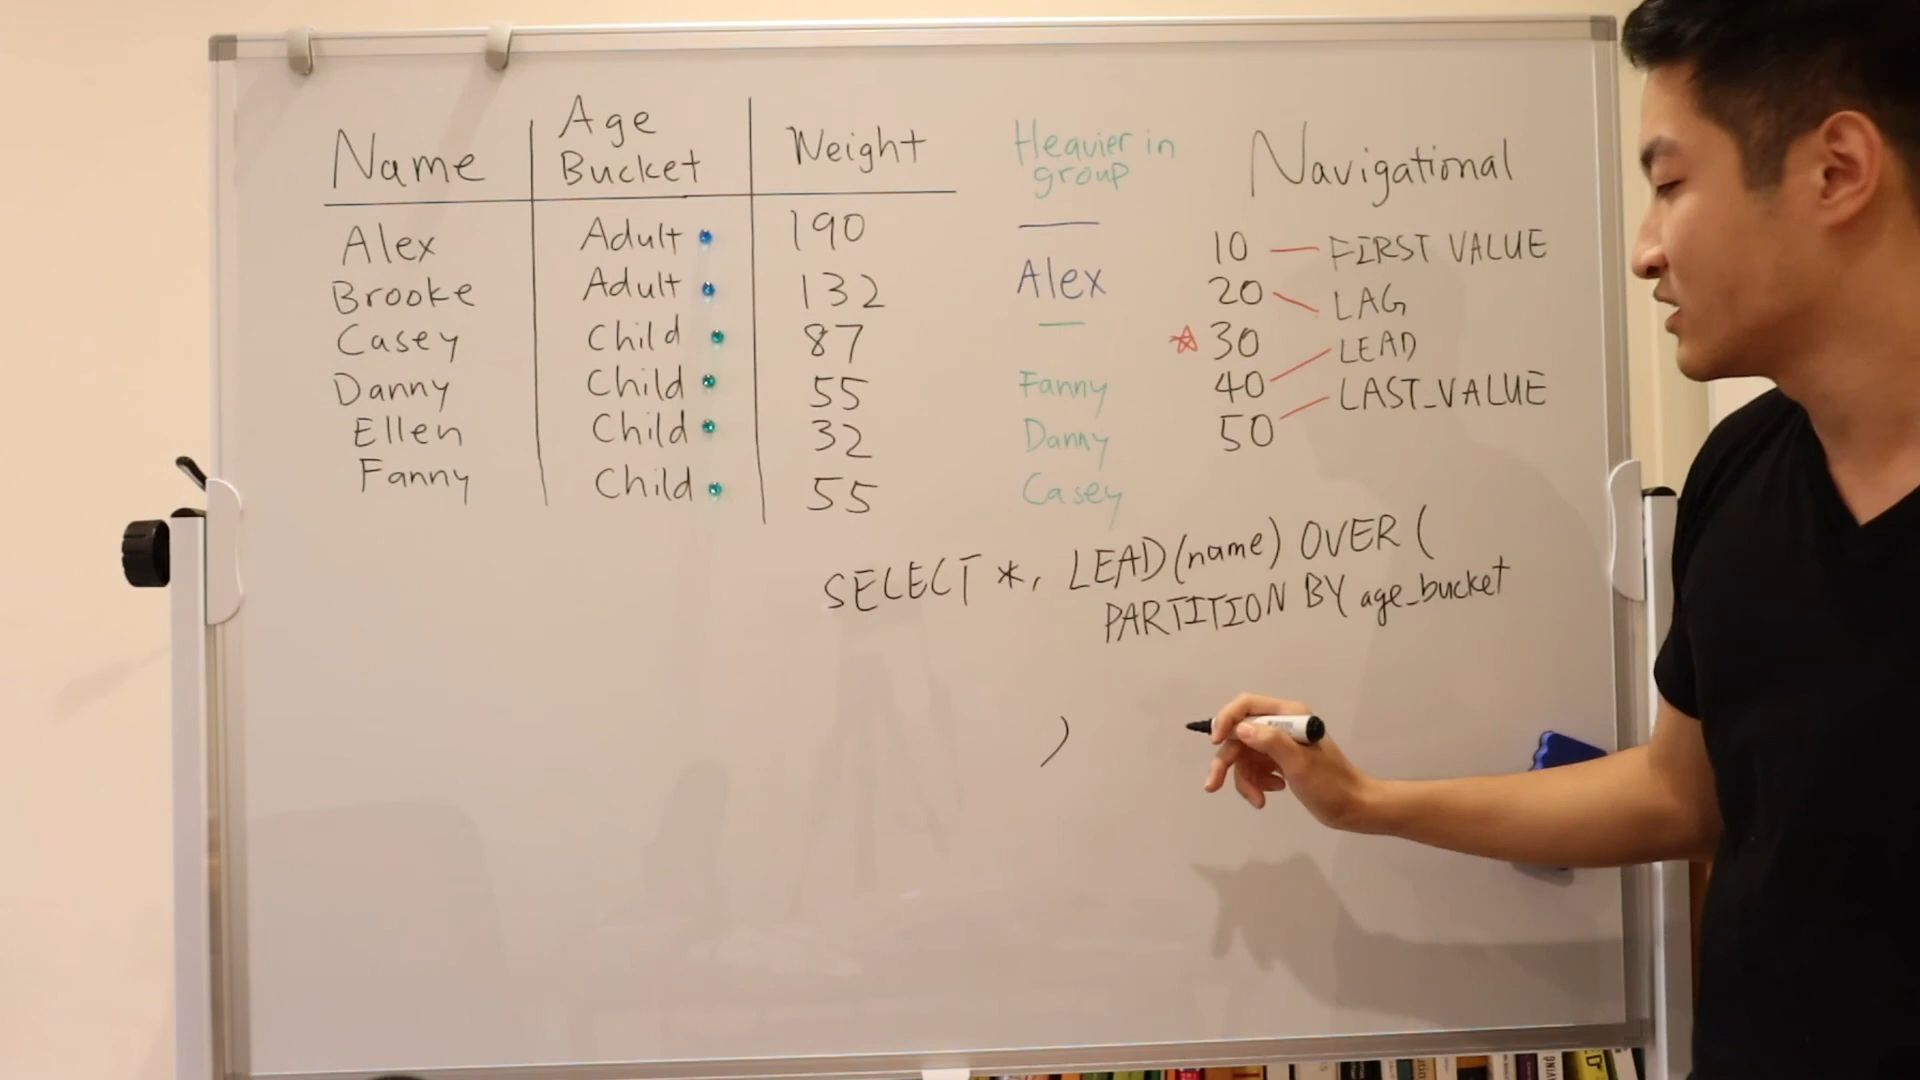 Name | Age Bucket | Weight Heavier in group
Alex | Adult | 190 —
Brooke | Adult | 132 Alex
Casey | Child | 87 —
Danny | Child | 55 Fanny
Ellen | Child | 32 Danny
Fanny | Child | 55 Casey
Navigational
10 — FIRST VALUE
20 — LAG
☆ 30
40 — LEAD
50 — LAST_VALUE
SELECT *, LEAD(name) OVER (
PARTITION BY age_bucket
)